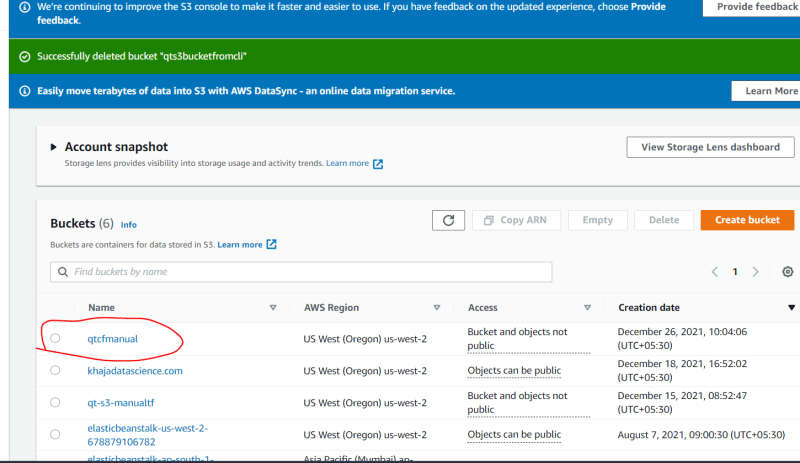 We're continuing to improve the S3 console to make it faster and easier to use. If you have feedback on the updated experience, choose Provide
feedback.
Provide feedback
Successfully deleted bucket "qts3bucketfromcli"
Easily move terabytes of data into S3 with AWS DataSync - an online data migration service.
Learn More
Account snapshot
View Storage Lens dashboard
Storage lens provides visibility into storage usage and activity trends. Learn more
Buckets (6) Info
Copy ARN Empty Delete Create bucket
Buckets are containers for data stored in S3. Learn more
Find buckets by name
1
Name AWS Region Access Creation date
qtcfmanual US West (Oregon) us-west-2 Bucket and objects not December 26, 2021, 10:04:06
public (UTC+05:30)
khajadatascience.com US West (Oregon) us-west-2 Objects can be public December 18, 2021, 16:52:02
(UTC+05:30)
qt-s3-manualtf US West (Oregon) us-west-2 Bucket and objects not December 15, 2021, 08:52:47
public (UTC+05:30)
elasticbeanstalk-us-west-2- US West (Oregon) us-west-2 Objects can be public August 7, 2021, 09:00:30 (UTC+05:30)
678879106782
elasticbeanstalk-ap-south-1- Asia Pacific (Mumbai) ap-